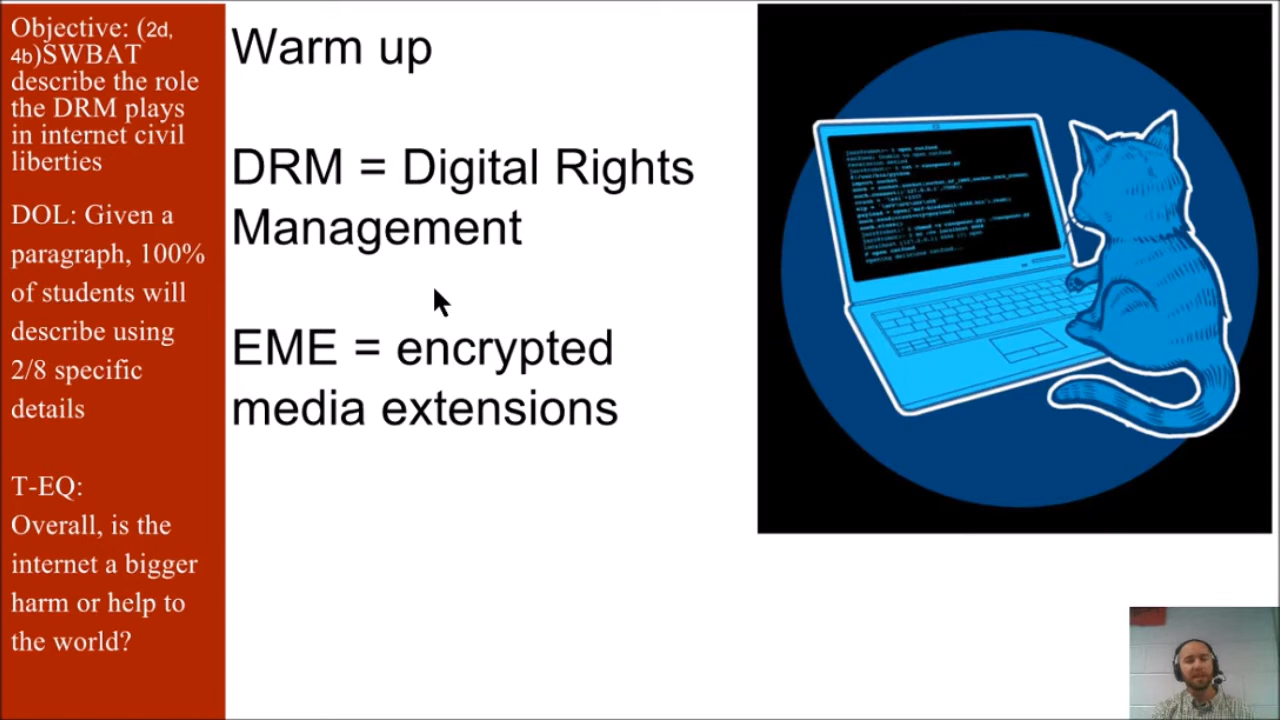 Objective: (2d,
4b)SWBAT
describe the role
the DRM plays
in internet civil
liberties
DOL: Given a
paragraph, 100%
of students will
describe using
2/8 specific
details
T-EQ:
Overall, is the
internet a bigger
harm or help to
the world?
Warm up
DRM = Digital Rights
Management
EME = encrypted
media extensions